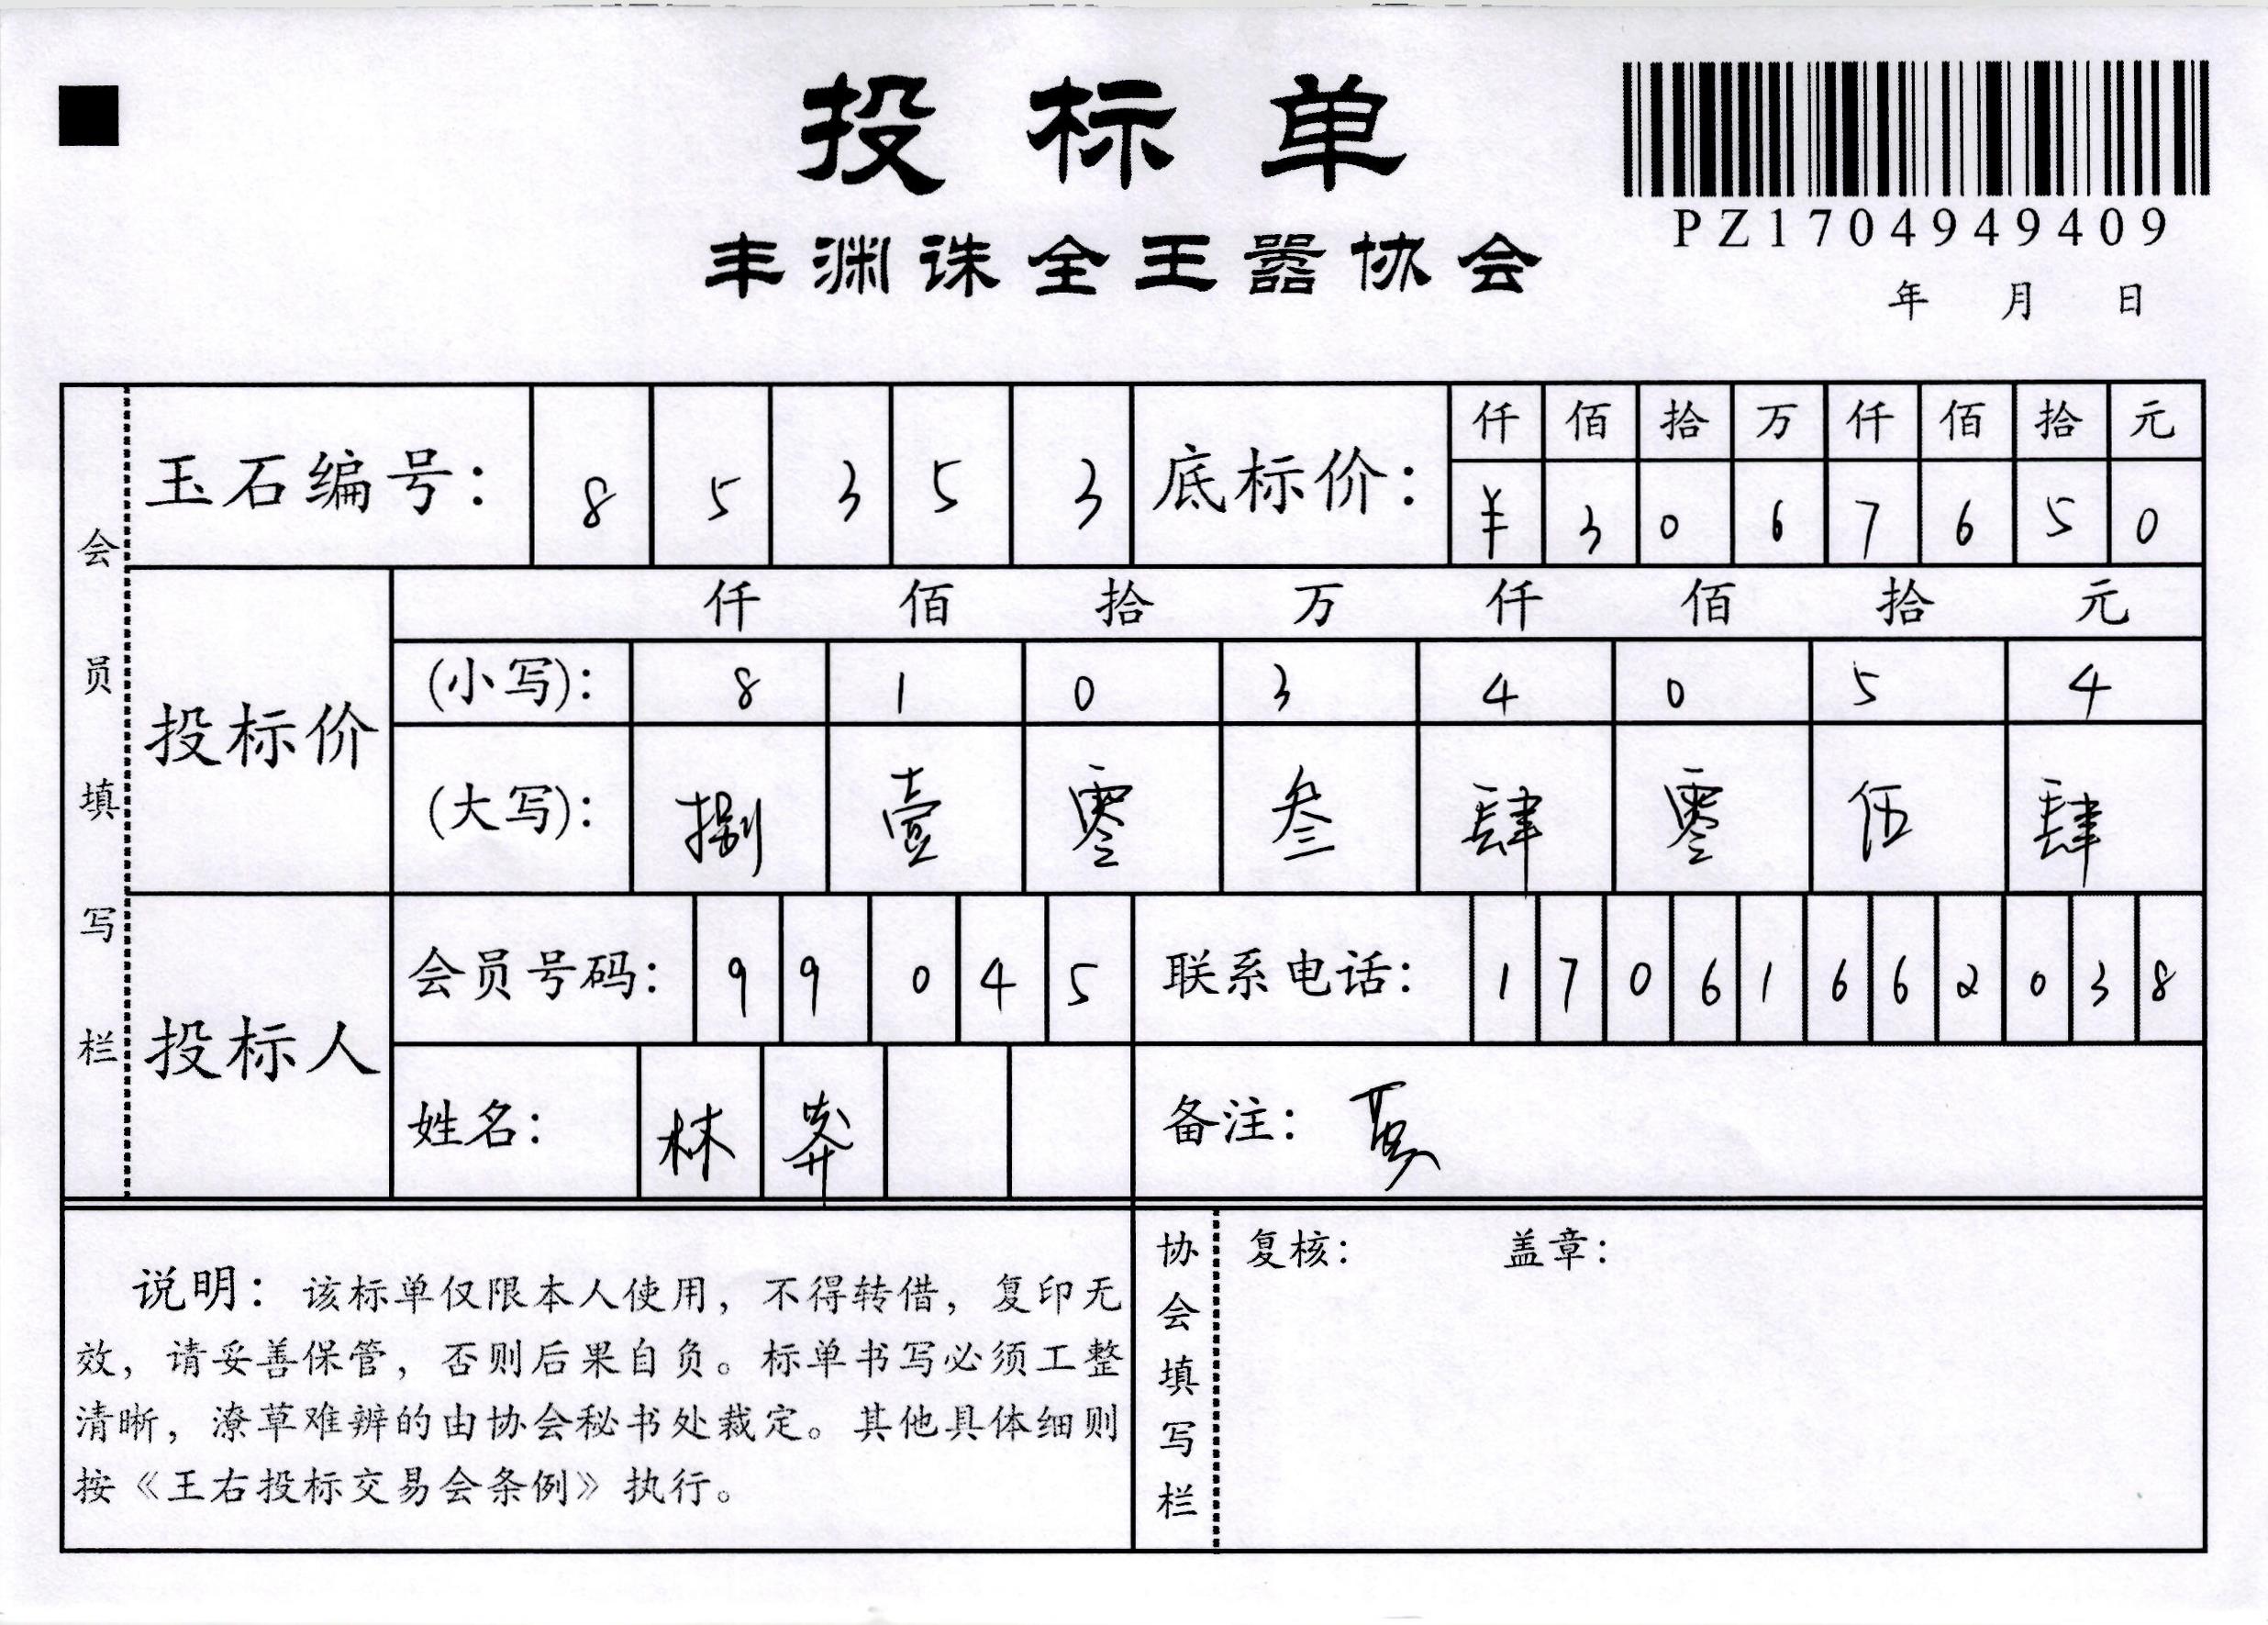 投标单
丰渊诛全王嚣协会
PZ1704949409
年 月 日
会员填写栏
玉石编号： 8 5 3 5 3
底标价： 仟 佰 拾 万 仟 佰 拾 元
¥ 3 0 6 7 6 5 0
投标价
仟 佰 拾 万 仟 佰 拾 元
(小写)： 8 1 0 3 4 0 5 4
(大写)： 捌 壹 零 叁 肆 零 伍 肆
投标人
会员号码： 9 9 0 4 5
联系电话： 1 7 0 6 1 6 6 2 0 3 8
姓名： 林
备注：
说明：该标单仅限本人使用，不得转借，复印无
效，请妥善保管，否则后果自负。标单书写必须工整
清晰，潦草难辨的由协会秘书处裁定。其他具体细则
按《王右投标交易会条例》执行。
协会填写栏
复核： 盖章：